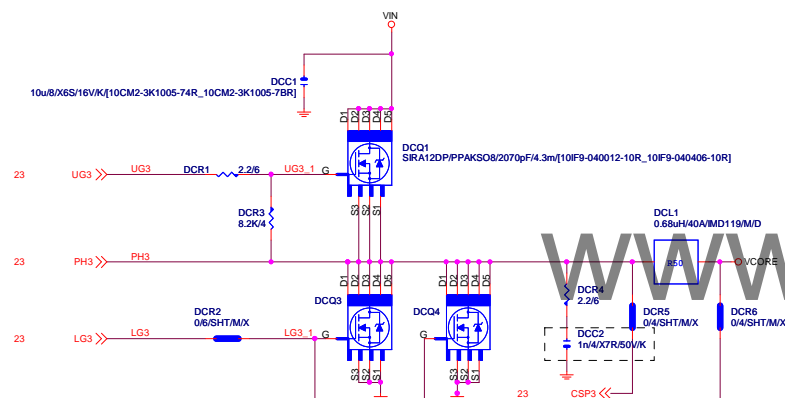 VIN
DCC1
10u/8/X6S/16V/K/[10CM2-3K1005-74R_10CM2-3K1005-7BR]
D1 D2 D3 D4 D5
DCQ1
SIRA12DP/PPAKSO8/2070pF/4.3m/[10IF9-040012-10R_10IF9-040406-10R]
23 UG3 UG3 DCR1 2.2/6 UG3_1 G
S3 S2 S1
DCR3
8.2K/4
DCL1
0.68uH/40A/IMD119/M/D
WWW
23 PH3 PH3
R50 VCORE
D1 D2 D3 D4 D5 D1 D2 D3 D4 D5
DCR4
2.2/6
DCQ3 DCQ4
DCR2
0/6/SHT/M/X
DCR5
0/4/SHT/M/X
DCR6
0/4/SHT/M/X
23 LG3 LG3 LG3_1 G G
DCC2
1n/4/X7R/50V/K
S3 S2 S1 S3 S2 S1
23 CSP3